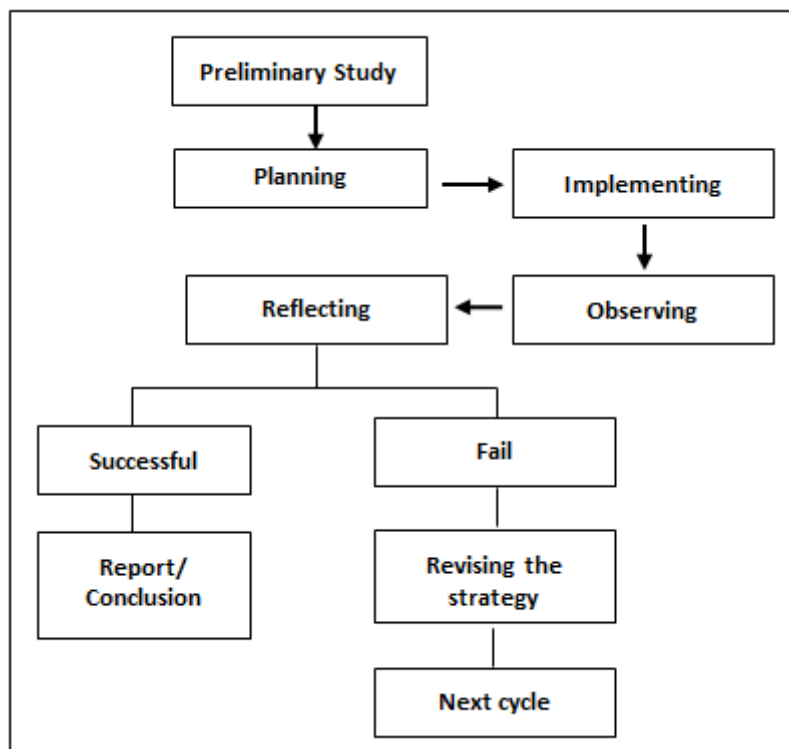 Preliminary Study
Planning
Implementing
Reflecting
Observing
Successful
Fail
Report/
Conclusion
Revising the
strategy
Next cycle